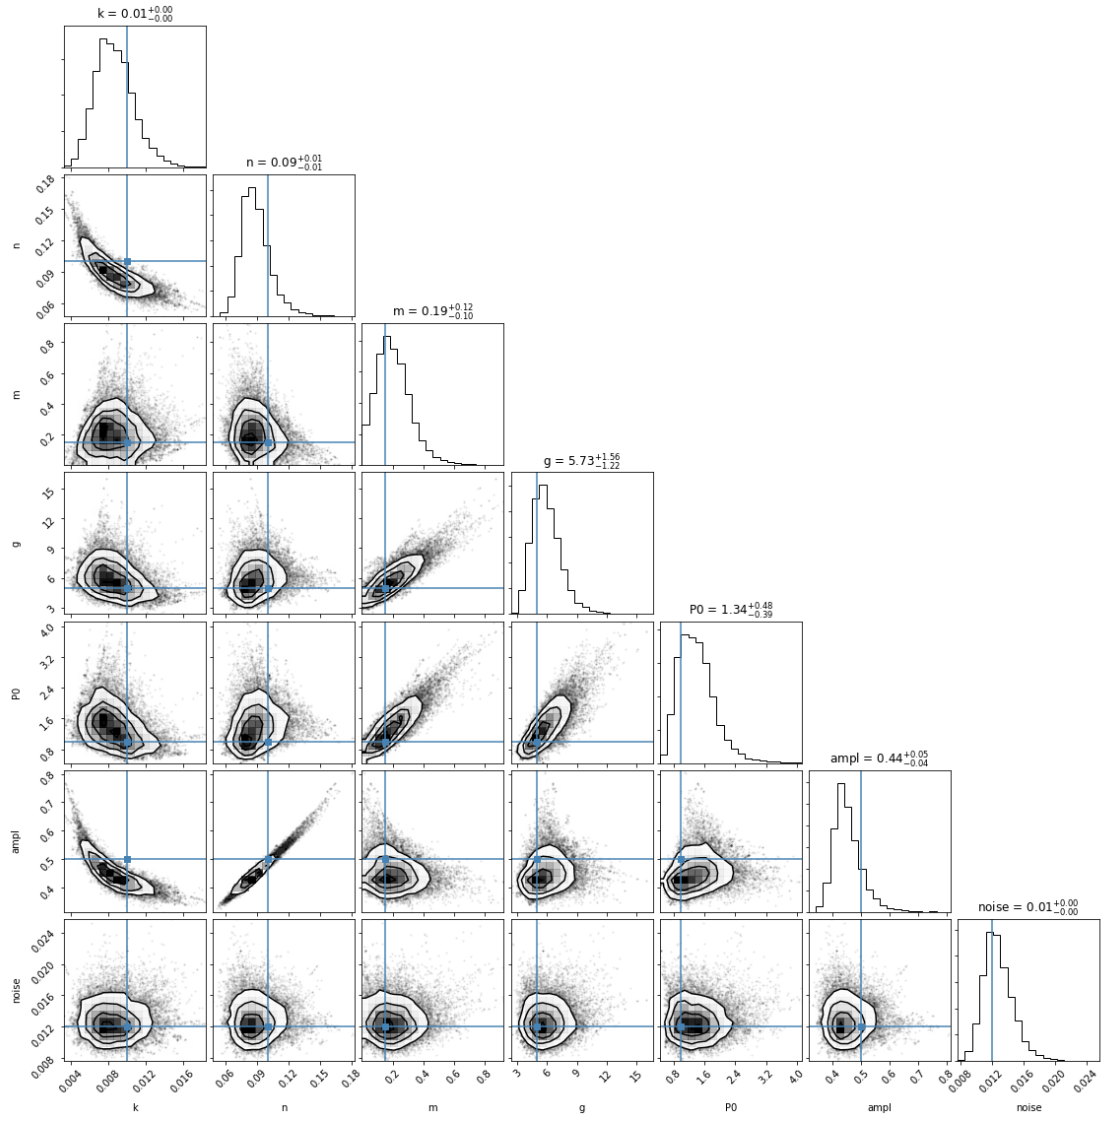 k = 0.01+0.00−0.00
n = 0.09+0.01−0.01
0.18
0.15
0.12
0.09
0.06
n
m = 0.19+0.12−0.10
0.8
0.6
0.4
0.2
m
g = 5.73+1.56−1.22
15
12
9
6
3
g
P0 = 1.34+0.48−0.39
4.0
3.2
2.4
1.6
0.8
P0
ampl = 0.44+0.05−0.04
0.8
0.7
0.6
0.5
0.4
ampl
noise = 0.01+0.00−0.00
0.024
0.020
0.016
0.012
0.008
noise
0.004 0.008 0.012 0.016 0.06 0.09 0.12 0.15 0.18 0.2 0.4 0.6 0.8 3 6 9 12 15 0.8 1.6 2.4 3.2 4.0 0.4 0.5 0.6 0.7 0.8 0.008 0.012 0.016 0.020 0.024
k n m g P0 ampl noise